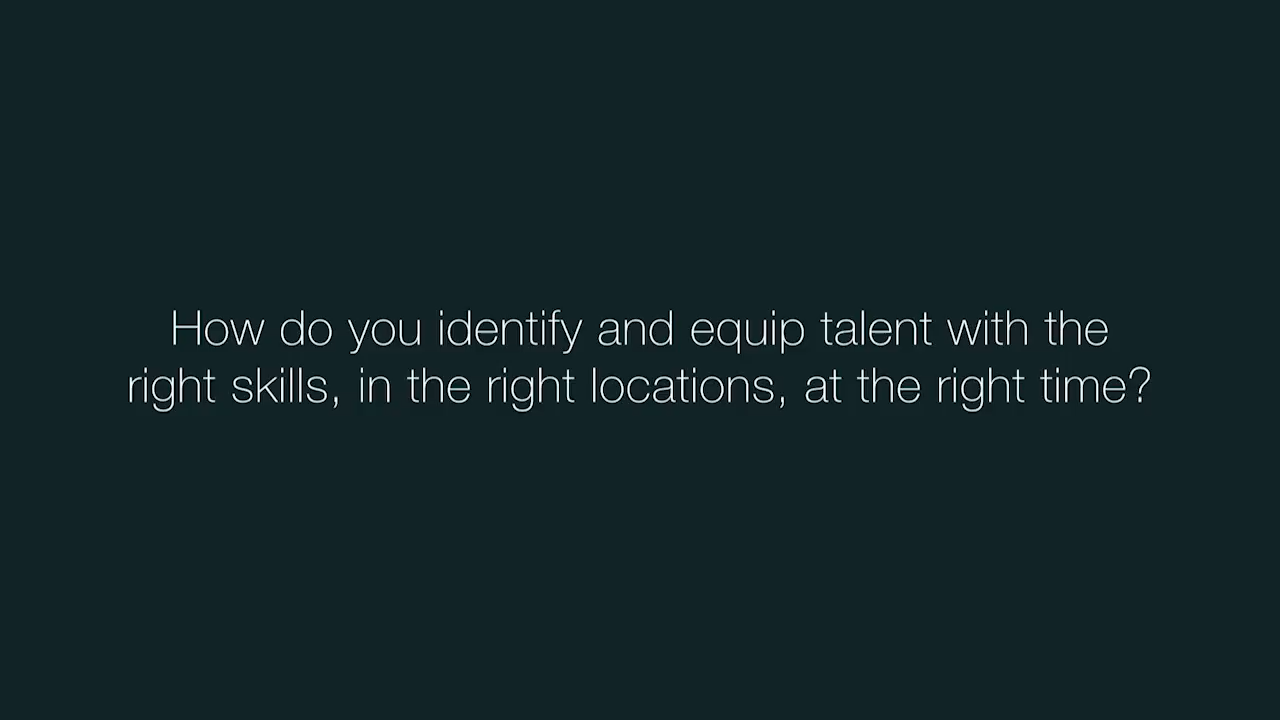 How do you identify and equip talent with the
right skills, in the right locations, at the right time?